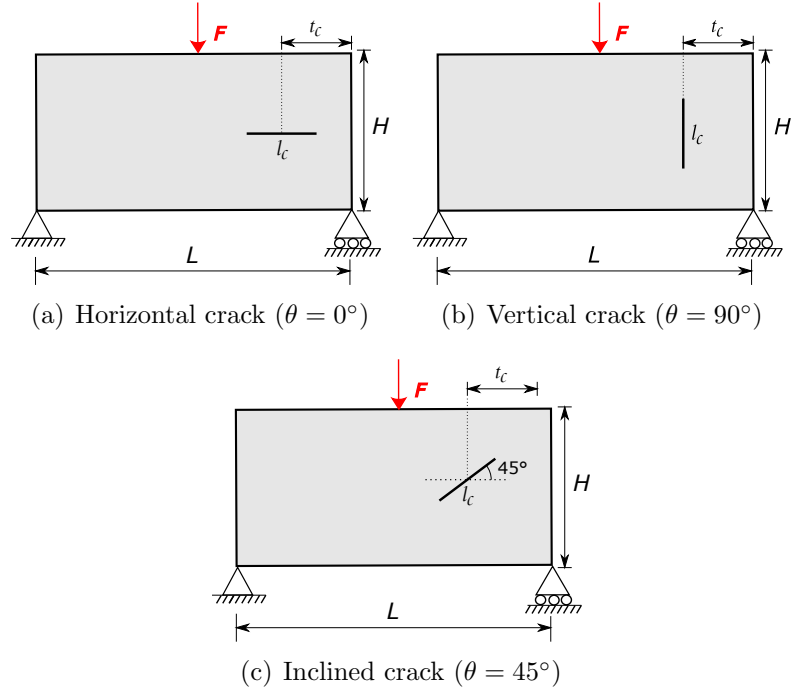 F
t_c
H
l_c
L
(a) Horizontal crack (θ = 0°)
F
t_c
H
l_c
L
(b) Vertical crack (θ = 90°)
F
t_c
45°
H
l_c
L
(c) Inclined crack (θ = 45°)